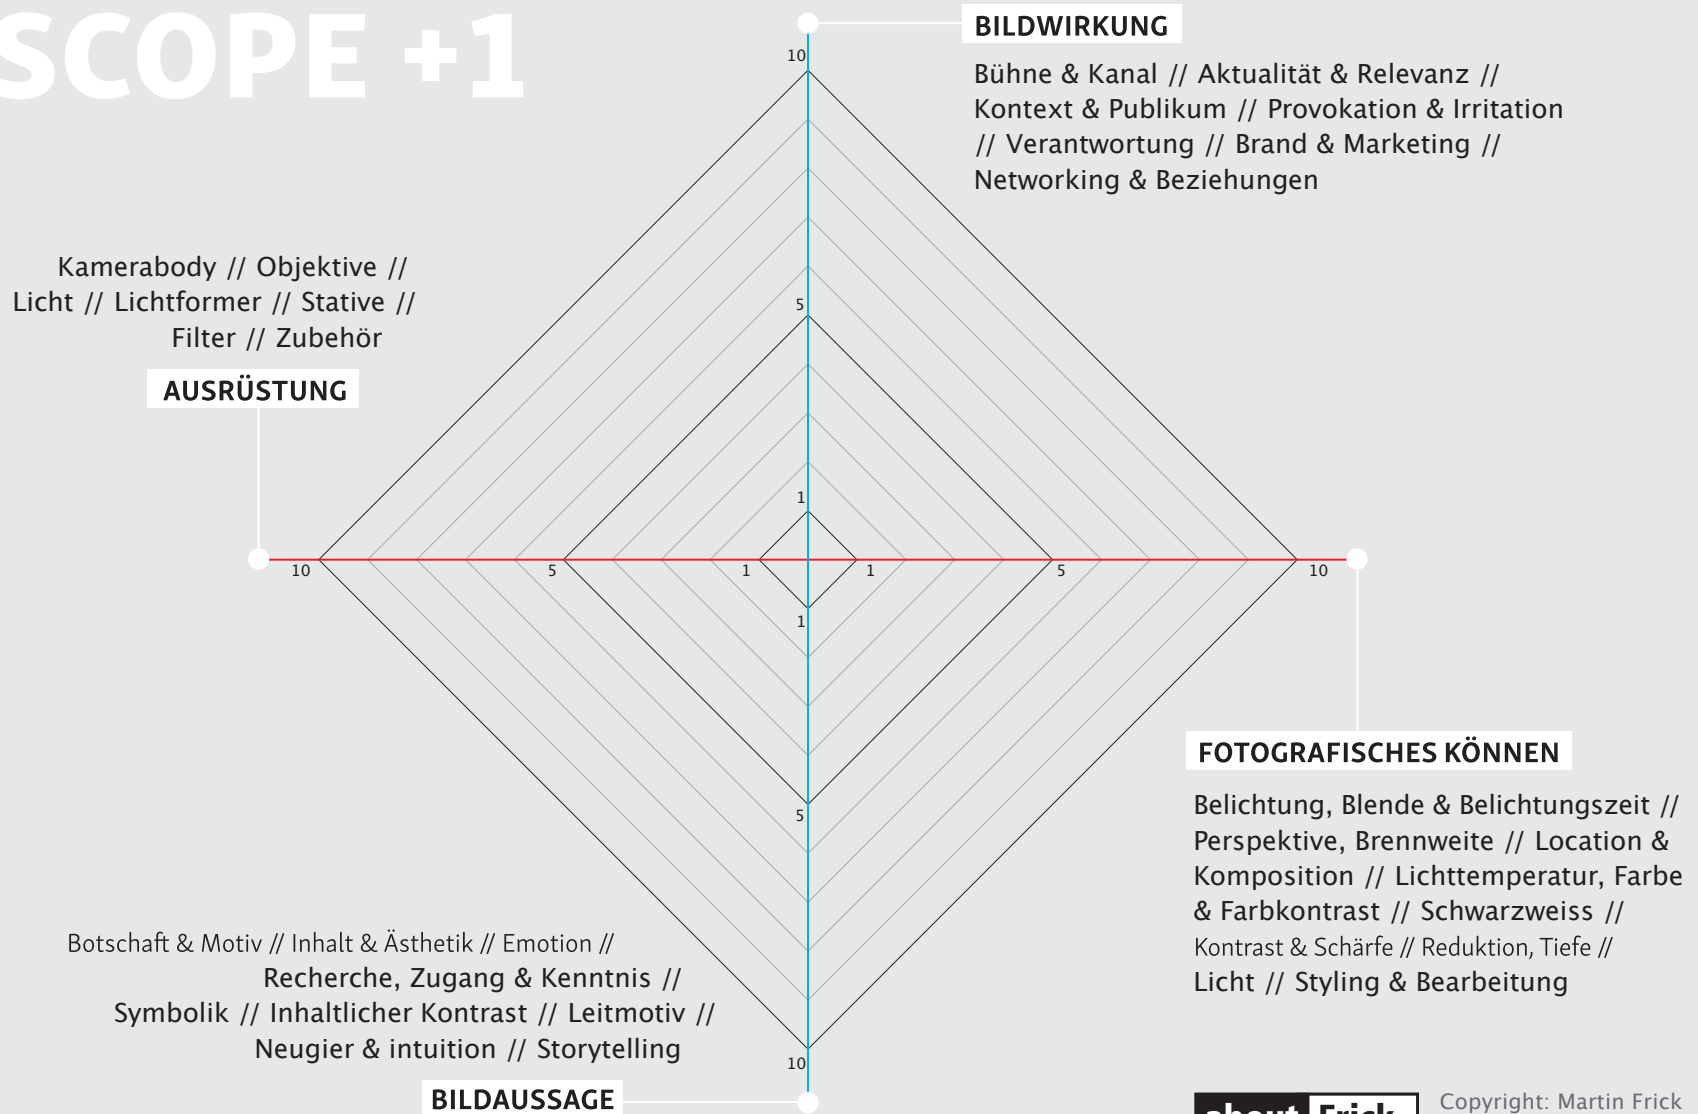 SCOPE +1
BILDWIRKUNG
Bühne & Kanal // Aktualität & Relevanz //
Kontext & Publikum // Provokation & Irritation
// Verantwortung // Brand & Marketing //
Networking & Beziehungen
Kamerabody // Objektive //
Licht // Lichtformer // Stative //
Filter // Zubehör
AUSRÜSTUNG
10
5
1
10 5 1 1 5 10
1
5
10
FOTOGRAFISCHES KÖNNEN
Belichtung, Blende & Belichtungszeit //
Perspektive, Brennweite // Location &
Komposition // Lichttemperatur, Farbe
& Farbkontrast // Schwarzweiss //
Kontrast & Schärfe // Reduktion, Tiefe //
Licht // Styling & Bearbeitung
Botschaft & Motiv // Inhalt & Ästhetik // Emotion //
Recherche, Zugang & Kenntnis //
Symbolik // Inhaltlicher Kontrast // Leitmotiv //
Neugier & intuition // Storytelling
BILDAUSSAGE
about Frick
Copyright: Martin Frick